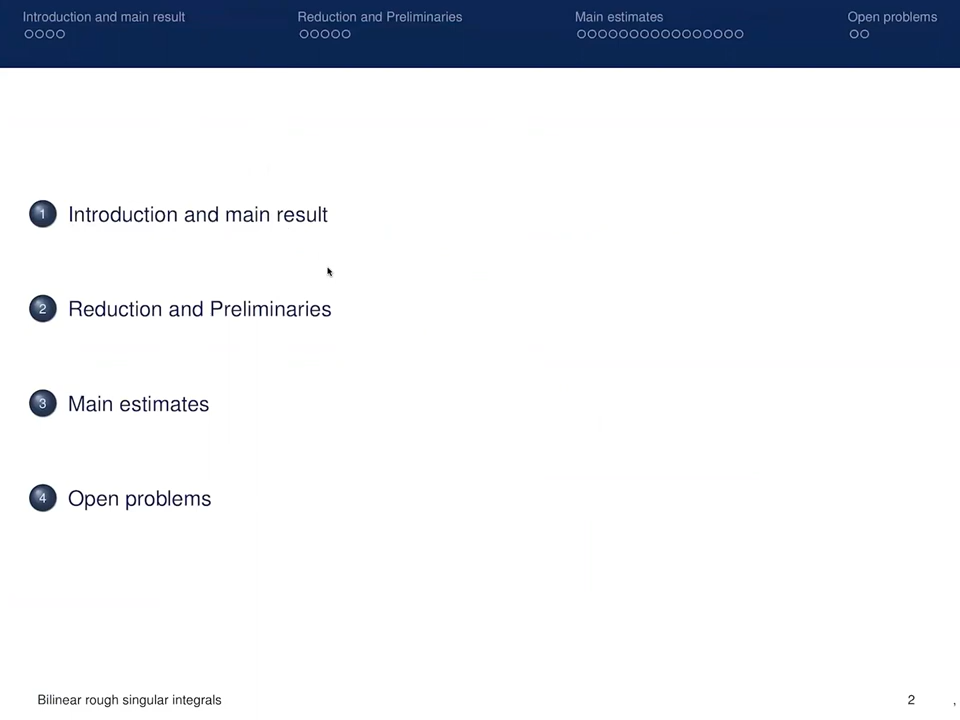 Introduction and main result
Reduction and Preliminaries
Main estimates
Open problems
1 Introduction and main result
2 Reduction and Preliminaries
3 Main estimates
4 Open problems
Bilinear rough singular integrals
2 ,